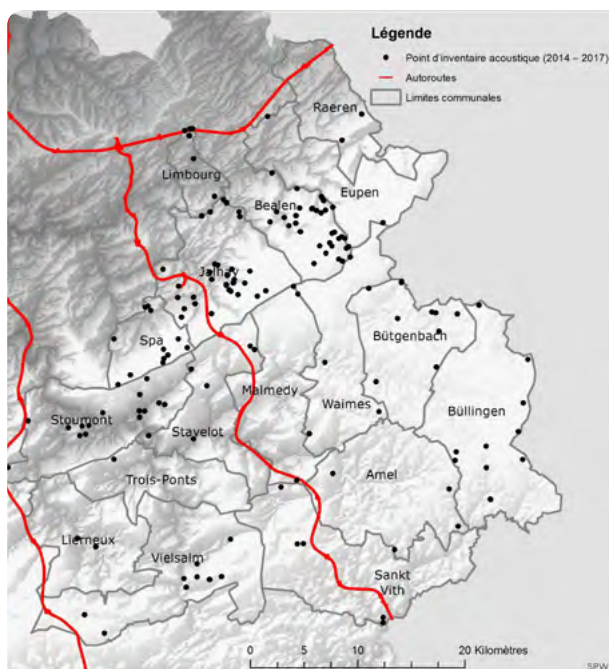 Légende
Point d'inventaire acoustique (2014 – 2017)
Autoroutes
Limites communales
Raeren
Limbourg
Eupen
Bealen
Jalhay
Spa
Bütgenbach
Malmedy
Waimes
Büllingen
Stoumont
Stavelot
Trois-Ponts
Amel
Lierneux
Vielsalm
Sankt
Vith
0 5 10 20 Kilomètres
SPW